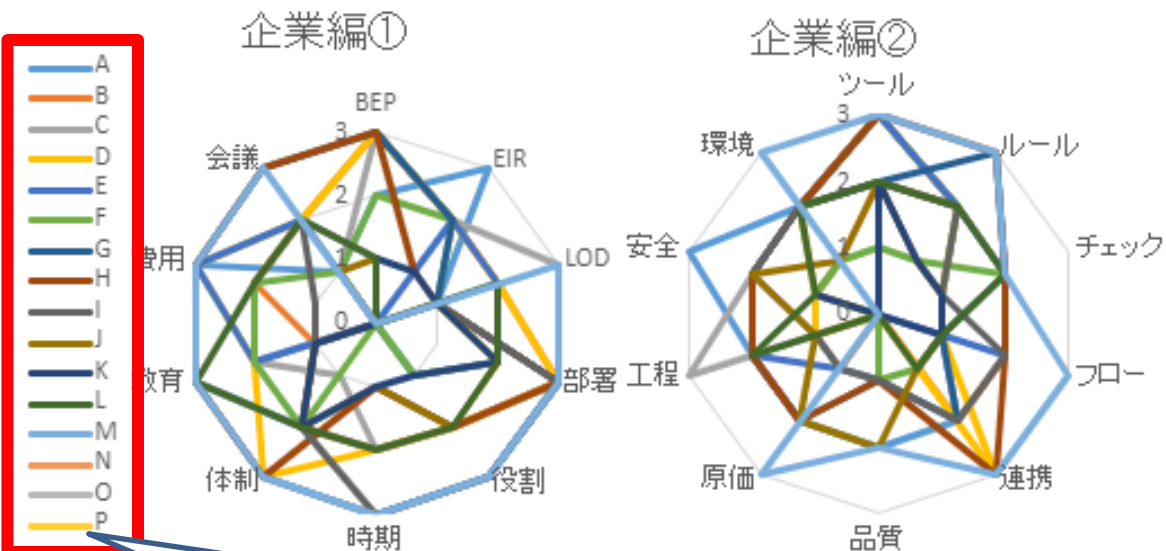 企業編①
企業編②
A
B
C
D
E
F
G
H
I
J
K
L
M
N
O
P
BEP
EIR
LOD
部署
役割
時期
体制
教育
費用
会議
3
2
1
0
ツール
ルール
チェック
フロー
連携
品質
原価
工程
安全
環境
3
2
1
0